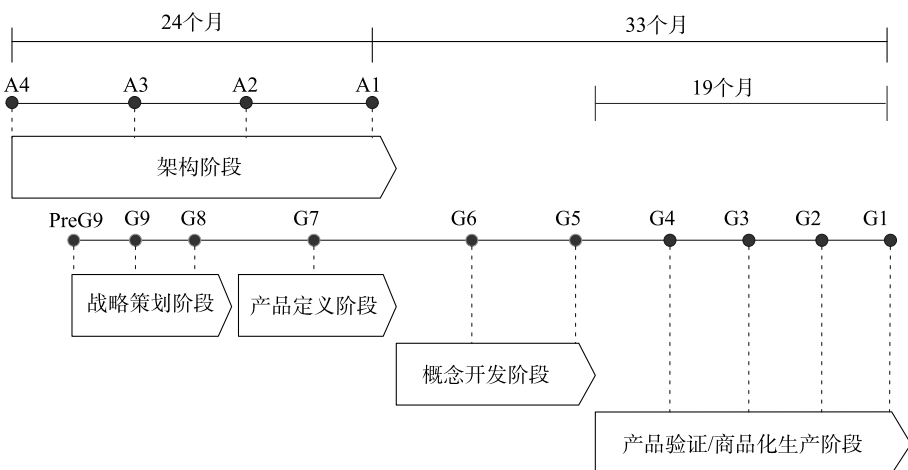 24个月
33个月
19个月
A4
A3
A2
A1
架构阶段
PreG9
G9
G8
G7
G6
G5
G4
G3
G2
G1
战略策划阶段
产品定义阶段
概念开发阶段
产品验证/商品化生产阶段